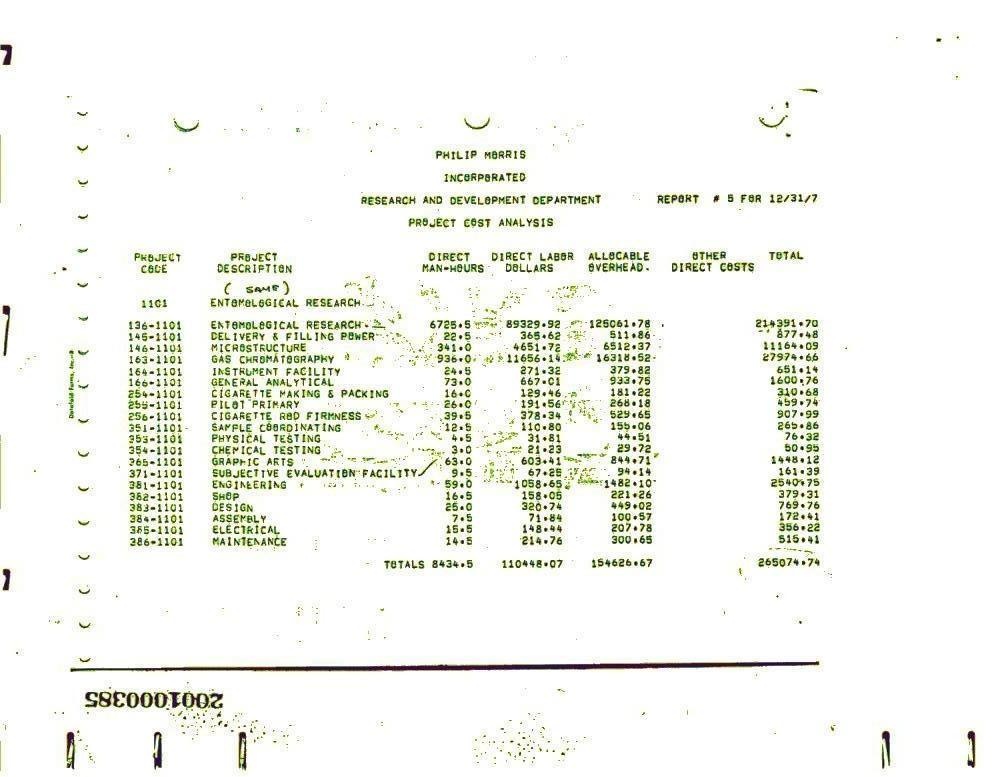 PHILIP MORRIS
INCORPORATED
RESEARCH AND DEVELOPMENT DEPARTMENT REPORT # 5 FOR 12/31/7
PROJECT COST ANALYSIS
PROJECT PROJECT DIRECT DIRECT LABOR ALLOCABLE OTHER TOTAL
CODE DESCRIPTION MAN-HOURS DOLLARS OVERHEAD. DIRECT COSTS
( SAME )
1101 ENTOMOLOGICAL RESEARCH
136-1101 ENTOMOLOGICAL RESEARCH 6725.5 89329.92 125061.78 214391.70
145-1101 DELIVERY & FILLING POWER 22.5 365.62 511.86 877.48
146-1101 MICROSTRUCTURE 341.0 4651.72 6512.37 11164.09
163-1101 GAS CHROMATOGRAPHY 936.0 11656.14 16318.52 27974.66
164-1101 INSTRUMENT FACILITY 24.5 271.32 379.82 651.14
166-1101 GENERAL ANALYTICAL 73.0 667.01 933.75 1600.76
254-1101 CIGARETTE MAKING & PACKING 16.0 129.46 181.22 310.68
255-1101 PILOT PRIMARY 26.0 191.56 268.18 459.74
256-1101 CIGARETTE ROD FIRMNESS 39.5 378.34 529.65 907.99
351-1101 SAMPLE COORDINATING 12.5 110.80 155.06 265.86
353-1101 PHYSICAL TESTING 4.5 31.81 44.51 76.32
354-1101 CHEMICAL TESTING 3.0 21.23 29.72 50.95
365-1101 GRAPHIC ARTS 63.0 603.41 844.71 1448.12
371-1101 SUBJECTIVE EVALUATION FACILITY 9.5 67.25 94.14 161.39
381-1101 ENGINEERING 59.0 1058.65 1482.10 2540.75
382-1101 SHOP 16.5 158.05 221.26 379.31
383-1101 DESIGN 25.0 320.74 449.02 769.76
384-1101 ASSEMBLY 7.5 71.84 100.57 172.41
385-1101 ELECTRICAL 15.5 148.44 207.78 356.22
386-1101 MAINTENANCE 14.5 214.76 300.65 515.41
TOTALS 8434.5 110448.07 154626.67 265074.74
2001000385